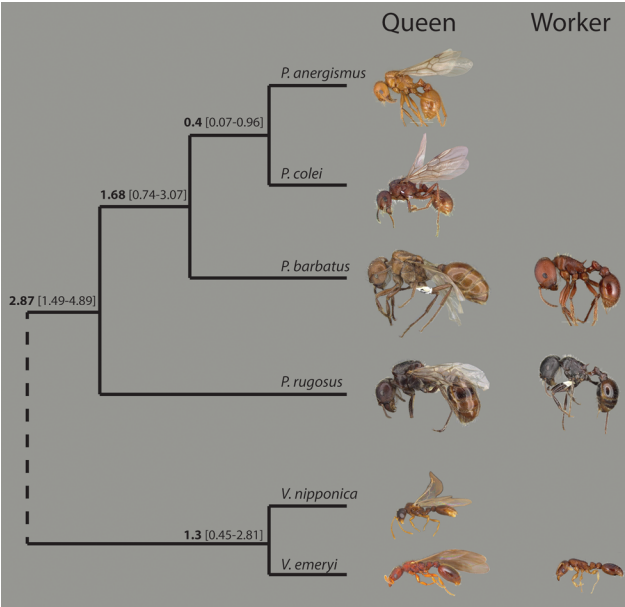 Queen Worker
P. anergismus
0.4 [0.07-0.96]
P. colei
1.68 [0.74-3.07]
P. barbatus
2.87 [1.49-4.89]
P. rugosus
V. nipponica
1.3 [0.45-2.81]
V. emeryi